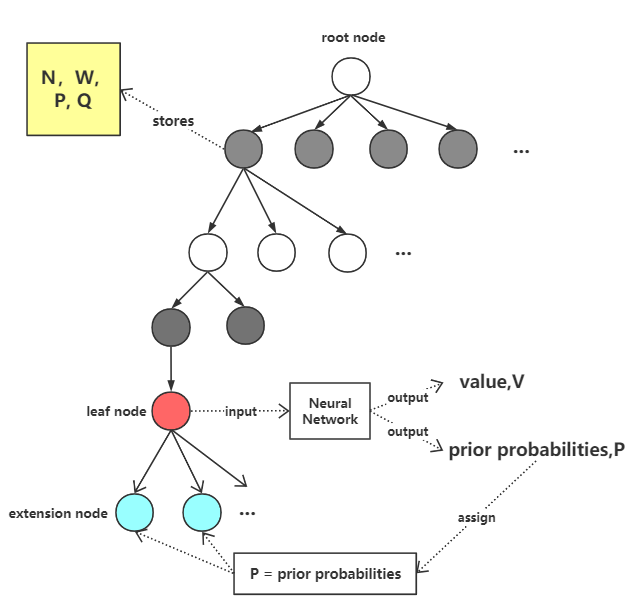 root node
N, W,
P, Q
stores
...
...
leaf node
input
Neural
Network
output
output
value,V
prior probabilities,P
extension node
...
assign
P = prior probabilities